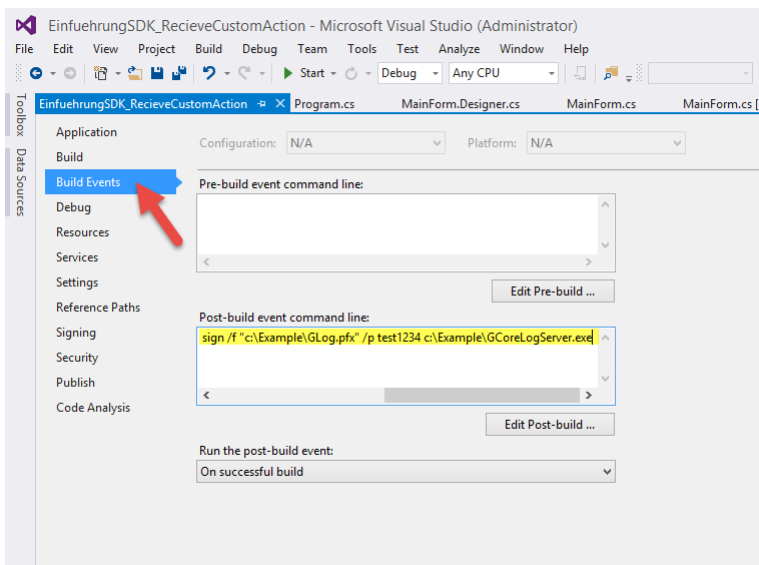 EinfuehrungSDK_RecieveCustomAction - Microsoft Visual Studio (Administrator)
File Edit View Project Build Debug Team Tools Test Analyze Window Help
Start Debug Any CPU
Toolbox
Data Sources
EinfuehrungSDK_RecieveCustomAction Program.cs MainForm.Designer.cs MainForm.cs MainForm.cs [
Application
Build
Build Events
Debug
Resources
Services
Settings
Reference Paths
Signing
Security
Publish
Code Analysis
Configuration: N/A Platform: N/A
Pre-build event command line:
Edit Pre-build ...
Post-build event command line:
sign /f "c:\Example\GLog.pfx" /p test1234 c:\Example\GCoreLogServer.exe
Edit Post-build ...
Run the post-build event:
On successful build